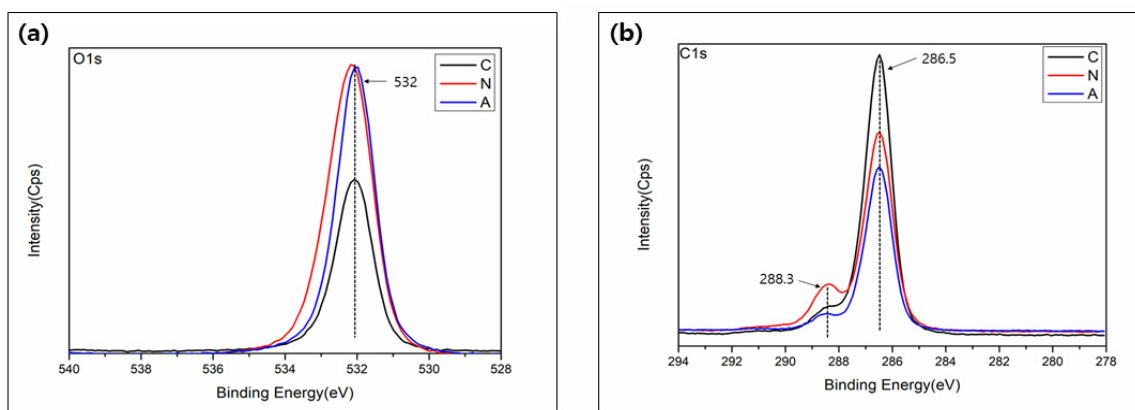 (a)
O1s
C
N
A
532
Intensity(Cps)
540 538 536 534 532 530 528
Binding Energy(eV)
(b)
C1s
C
N
A
286.5
288.3
Intensity(Cps)
294 292 290 288 286 284 282 280 278
Binding Energy(eV)